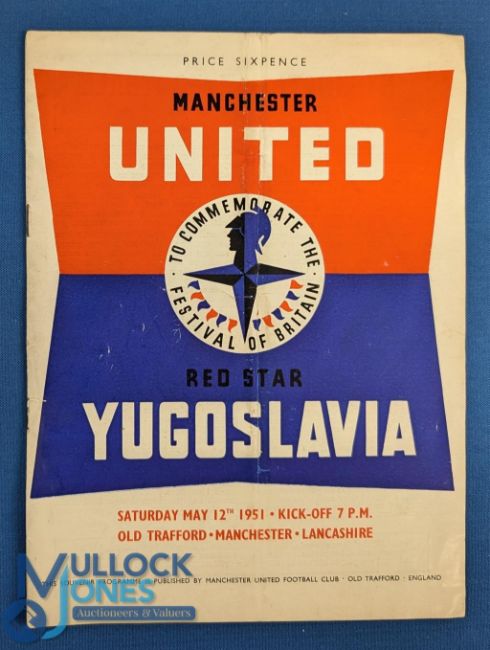 PRICE SIXPENCE
MANCHESTER
UNITED
· TO COMMEMORATE THE ·
FESTIVAL OF BRITAIN
RED STAR
YUGOSLAVIA
SATURDAY MAY 12TH 1951 · KICK-OFF 7 P.M.
OLD TRAFFORD · MANCHESTER · LANCASHIRE
THIS SOUVENIR PROGRAMME IS PUBLISHED BY MANCHESTER UNITED FOOTBALL CLUB · OLD TRAFFORD · ENGLAND
MULLOCK
JONES
Auctioneers & Valuers